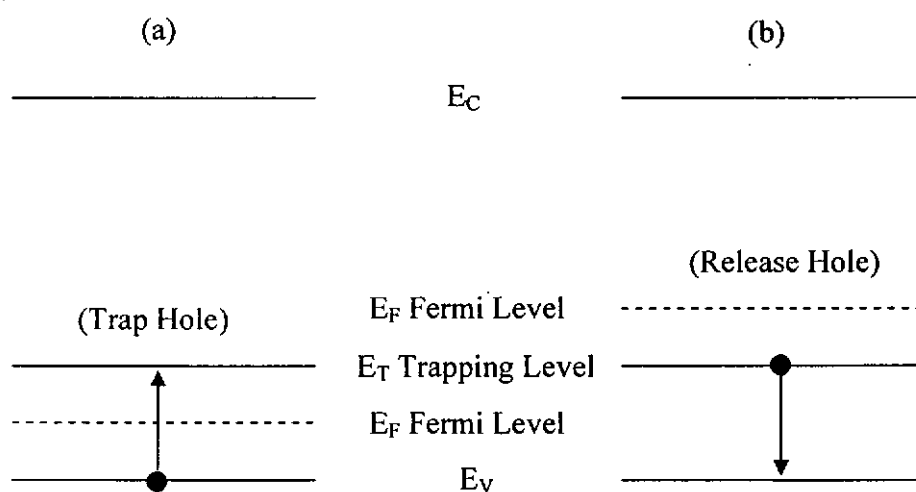 (a) (b)
E_C
(Release Hole)
E_F Fermi Level
(Trap Hole)
E_T Trapping Level
E_F Fermi Level
E_V